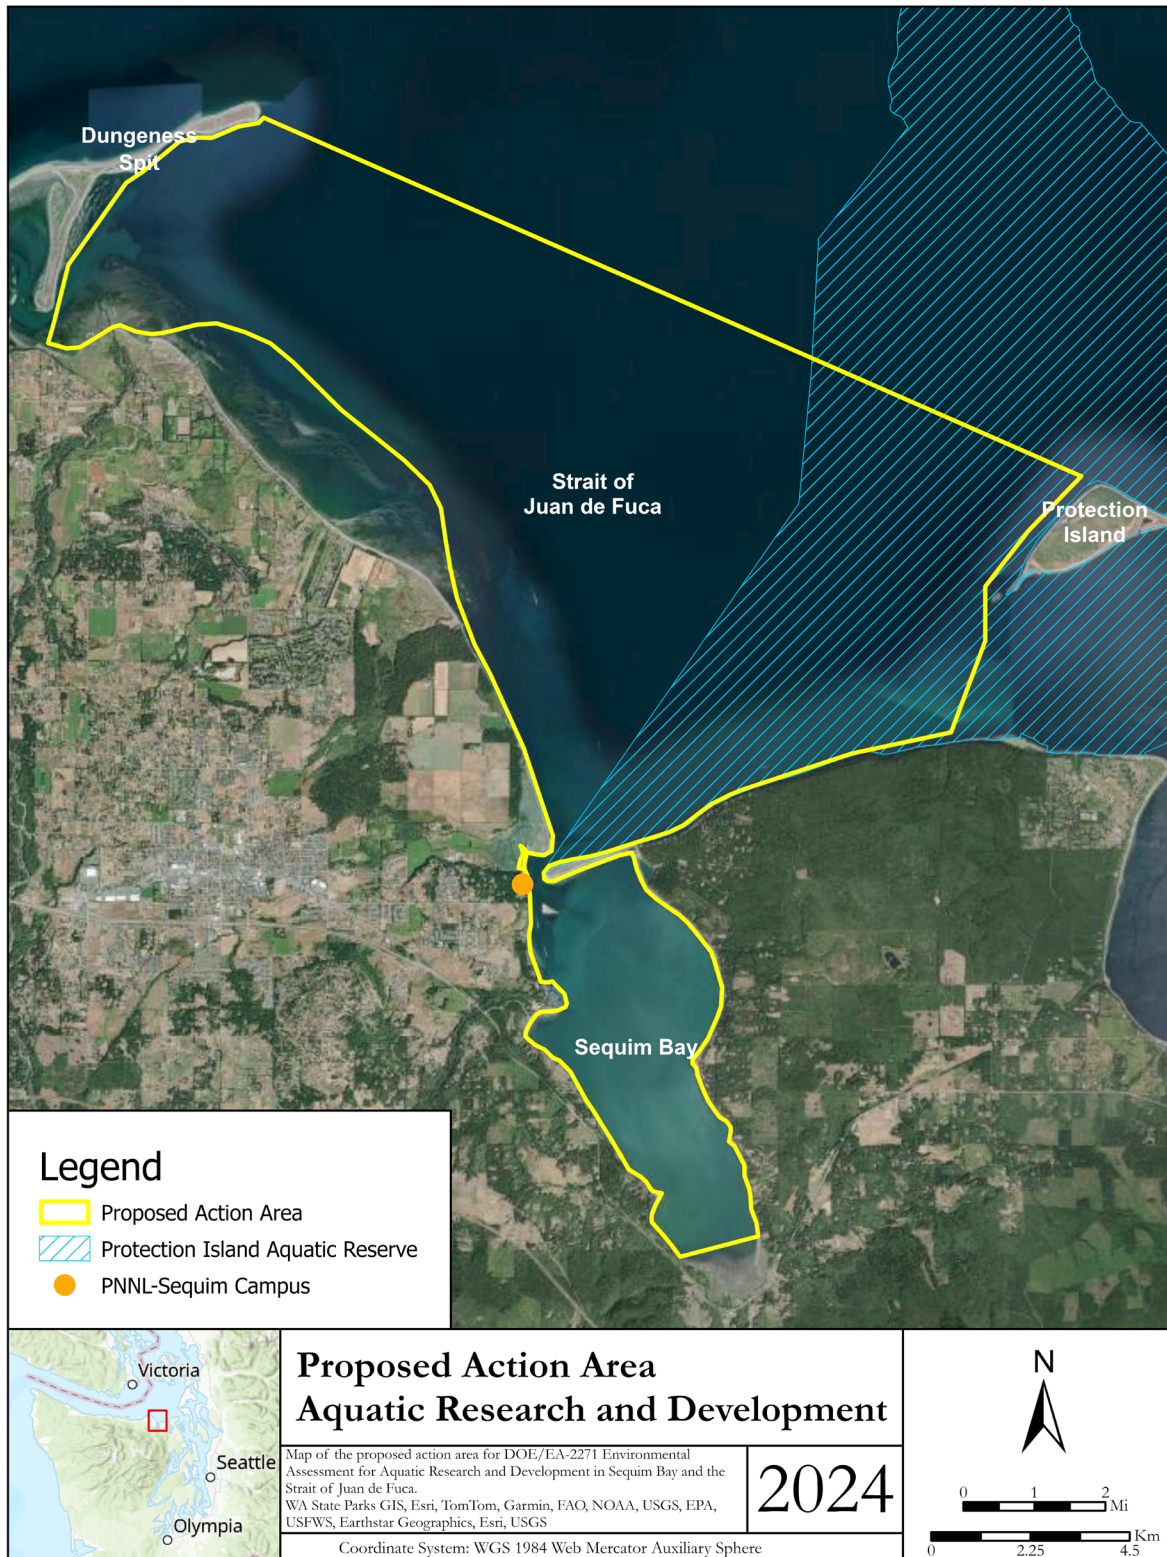 Dungeness
Spit
Strait of
Juan de Fuca
Protection
Island
Sequim Bay
Legend
Proposed Action Area
Protection Island Aquatic Reserve
PNNL-Sequim Campus
Victoria
Seattle
Olympia
Proposed Action Area
Aquatic Research and Development
Map of the proposed action area for DOE/EA-2271 Environmental
Assessment for Aquatic Research and Development in Sequim Bay and the
Strait of Juan de Fuca.
WA State Parks GIS, Esri, TomTom, Garmin, FAO, NOAA, USGS, EPA,
USFWS, Earthstar Geographics, Esri, USGS
2024
Coordinate System: WGS 1984 Web Mercator Auxiliary Sphere
N
0 1 2
Mi
Km
0 2.25 4.5